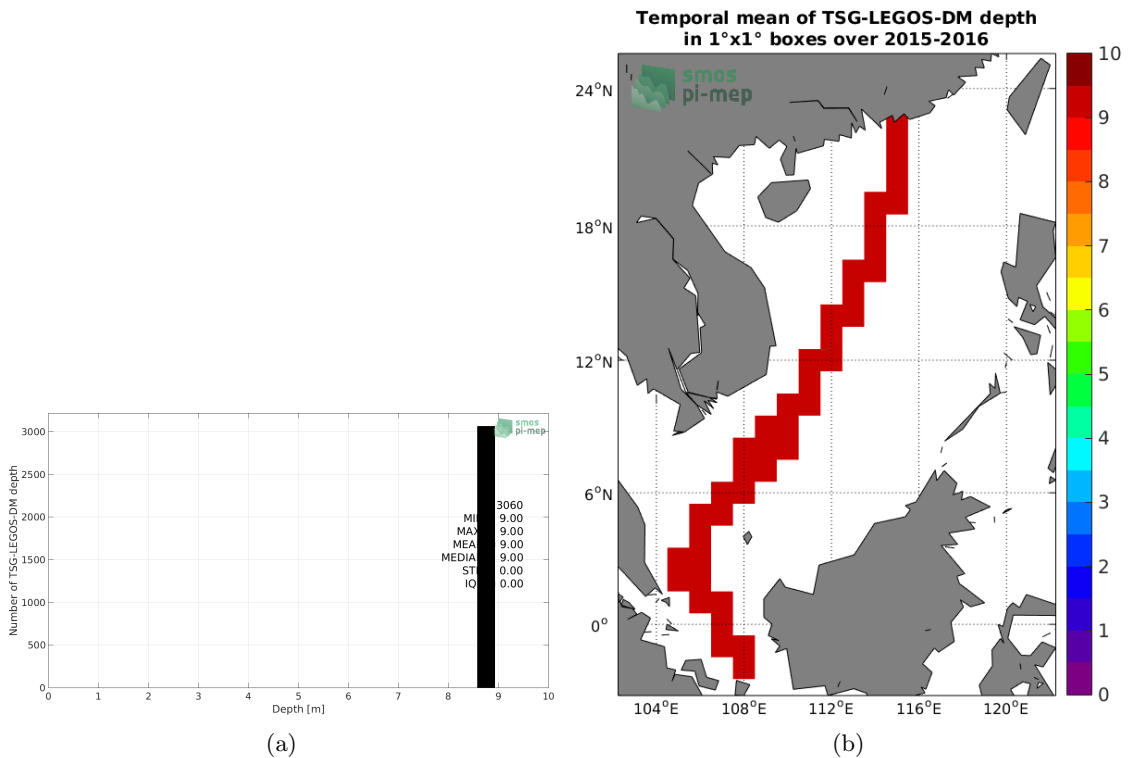 Temporal mean of TSG-LEGOS-DM depth
in 1°x1° boxes over 2015-2016
smos
pi-mep
24°N
18°N
12°N
6°N
0°
104°E 108°E 112°E 116°E 120°E
10
9
8
7
6
5
4
3
2
1
0
Number of TSG-LEGOS-DM depth
3000
2500
2000
1500
1000
500
0
smos
pi-mep
3060
9.00
9.00
9.00
MEDIA 9.00
0.00
0.00
0 1 2 3 4 5 6 7 8 9 10
Depth [m]
(a) (b)